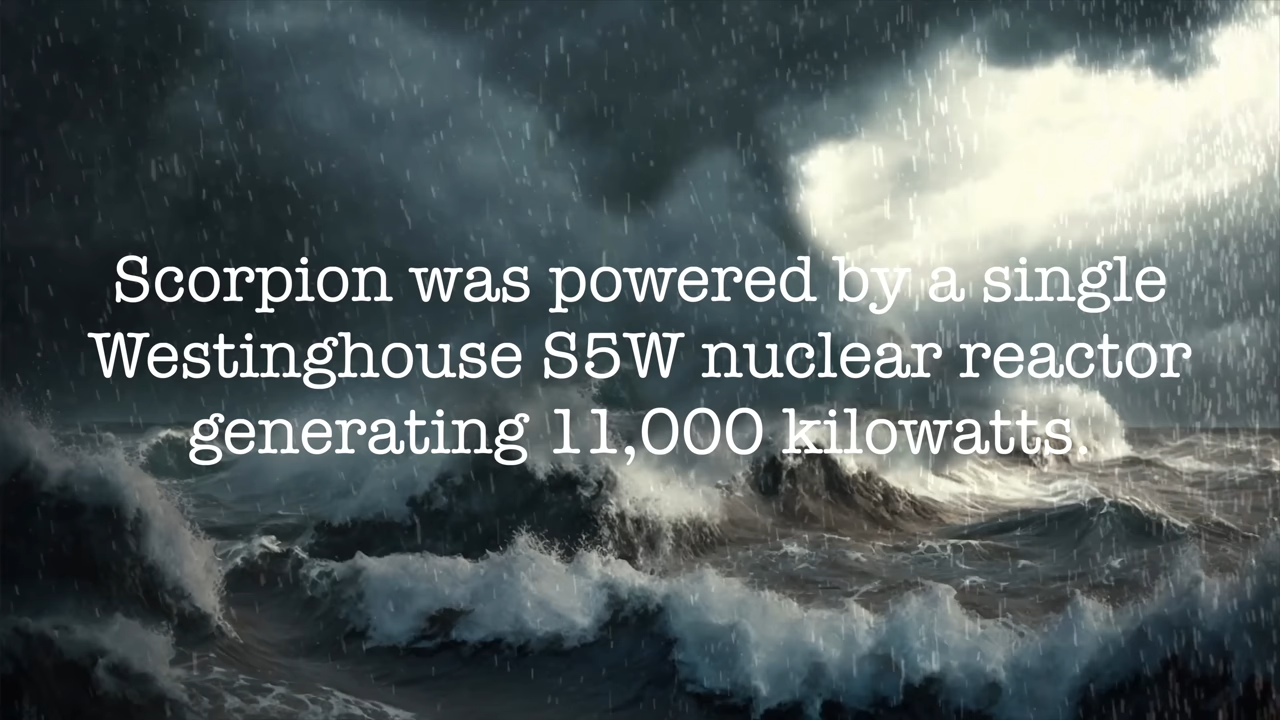 Scorpion was powered by a single
Westinghouse S5W nuclear reactor
generating 11,000 kilowatts.